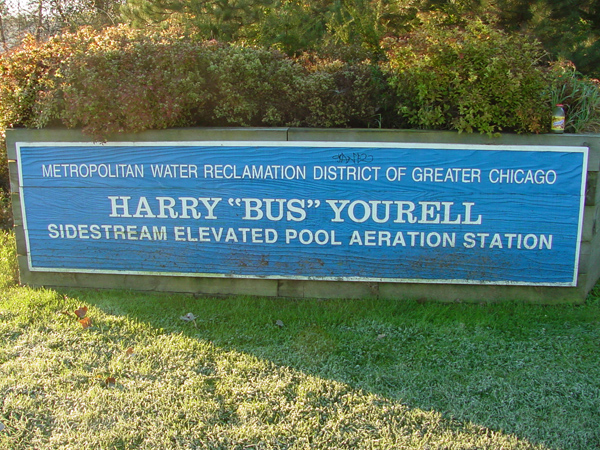 METROPOLITAN WATER RECLAMATION DISTRICT OF GREATER CHICAGO
HARRY "BUS" YOURELL
SIDESTREAM ELEVATED POOL AERATION STATION